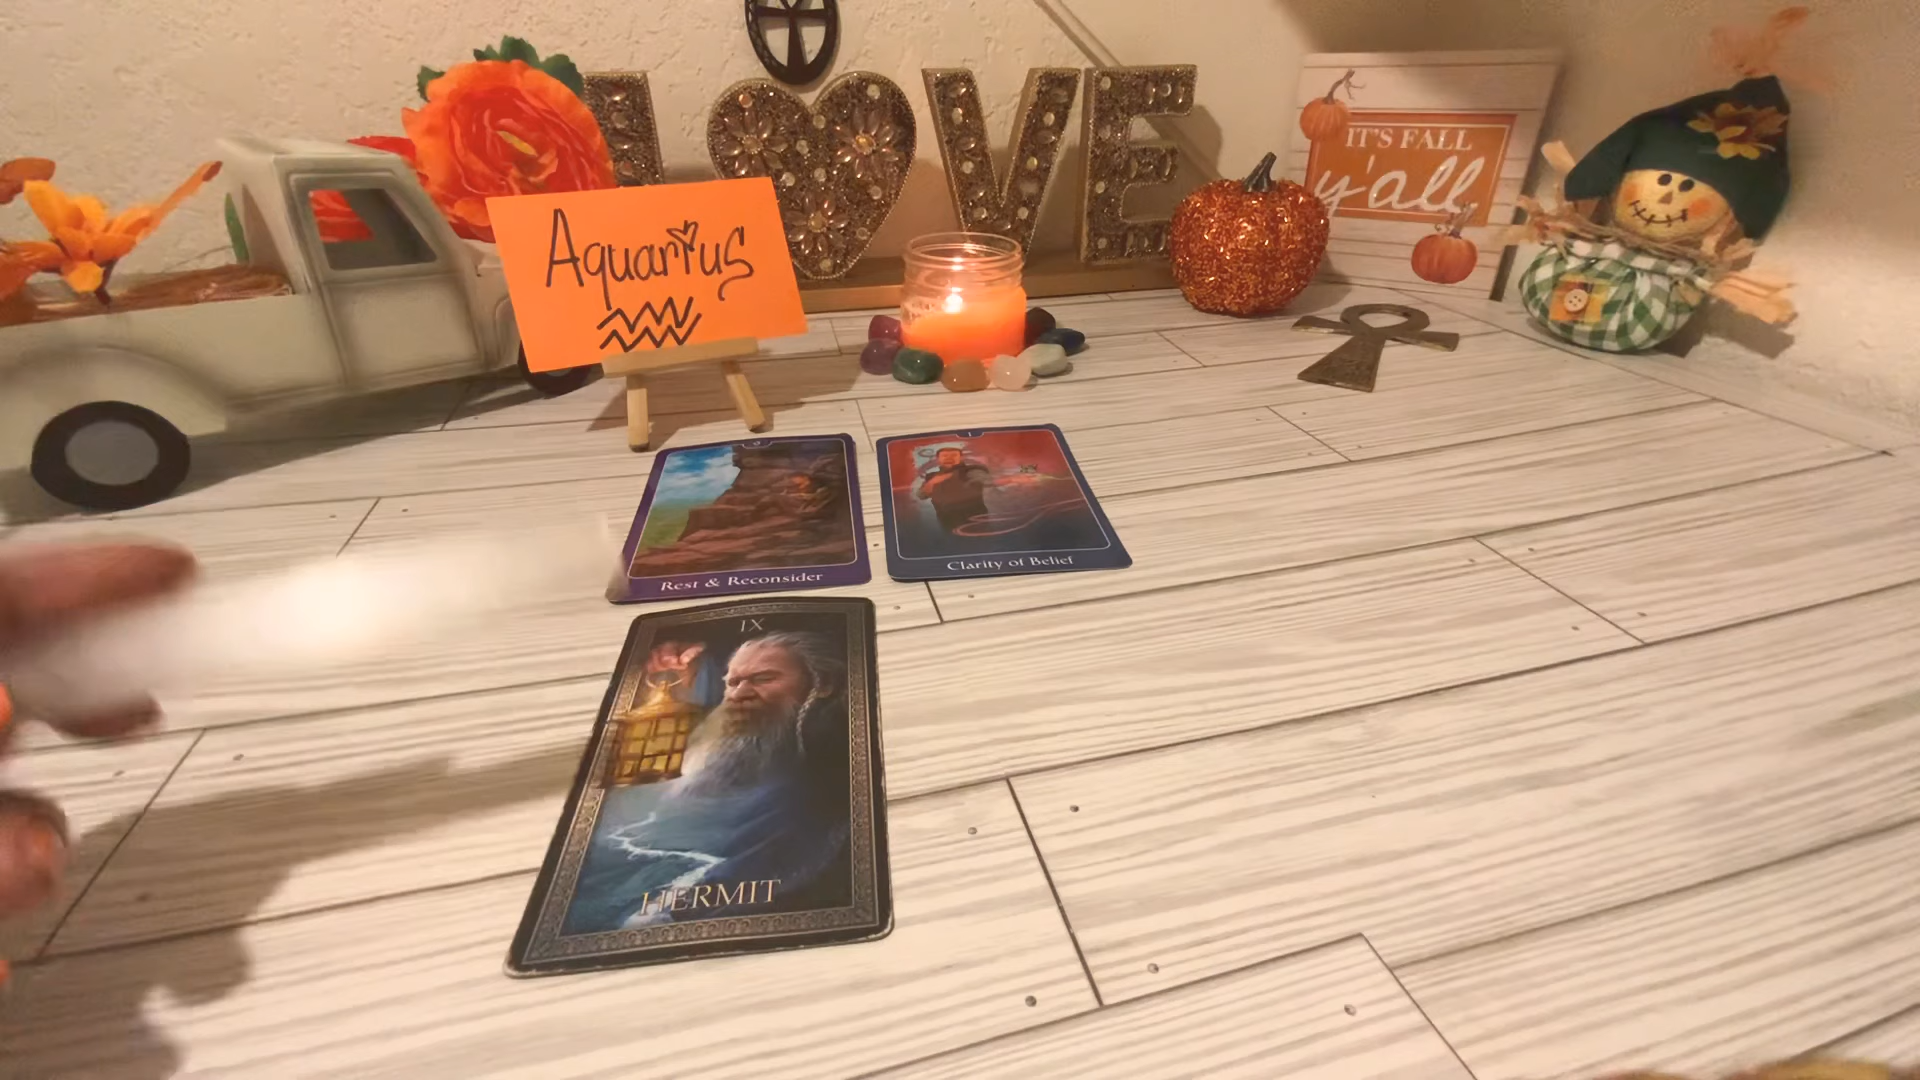 LOVE
IT'S FALL
y'all
Aquarius
Rest & Reconsider
I
Clarity of Belief
IX
HERMIT